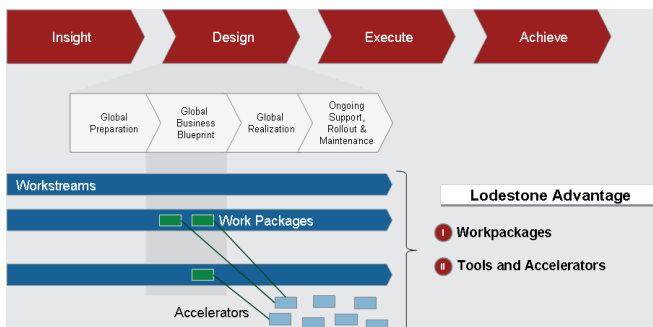 Insight
Design
Execute
Achieve
Global
Preparation
Global
Business
Blueprint
Global
Realization
Ongoing
Support,
Rollout &
Maintenance
Workstreams
Work Packages
Accelerators
Lodestone Advantage
I Workpackages
II Tools and Accelerators